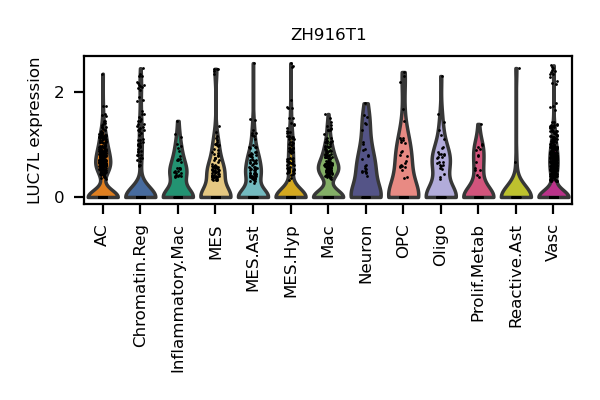 ZH916T1
LUC7L expression
2
0
AC
Chromatin.Reg
Inflammatory.Mac
MES
MES.Ast
MES.Hyp
Mac
Neuron
OPC
Oligo
Prolif.Metab
Reactive.Ast
Vasc